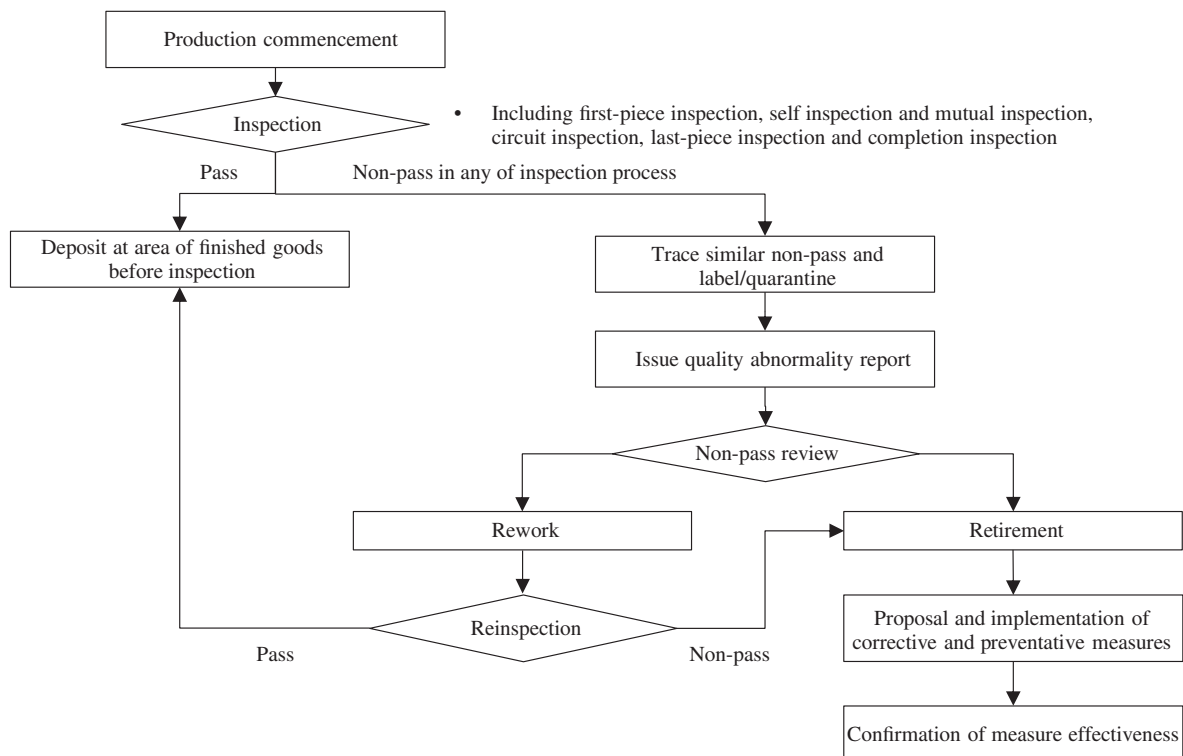 Production commencement
Inspection
• Including first-piece inspection, self inspection and mutual inspection,
circuit inspection, last-piece inspection and completion inspection
Pass
Non-pass in any of inspection process
Deposit at area of finished goods
before inspection
Trace similar non-pass and
label/quarantine
Issue quality abnormality report
Non-pass review
Rework
Retirement
Reinspection
Pass
Non-pass
Proposal and implementation of
corrective and preventative measures
Confirmation of measure effectiveness